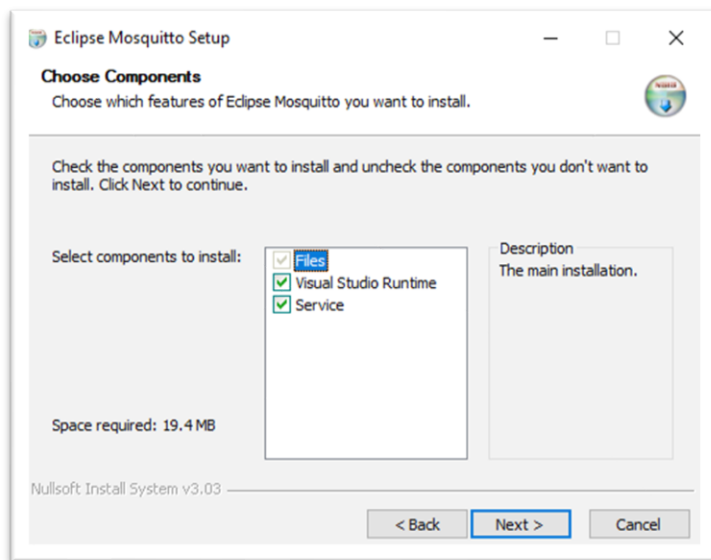 Eclipse Mosquitto Setup
Choose Components
Choose which features of Eclipse Mosquitto you want to install.
Check the components you want to install and uncheck the components you don't want to
install. Click Next to continue.
Select components to install:
Files
Visual Studio Runtime
Service
Description
The main installation.
Space required: 19.4 MB
Nullsoft Install System v3.03
< Back
Next >
Cancel